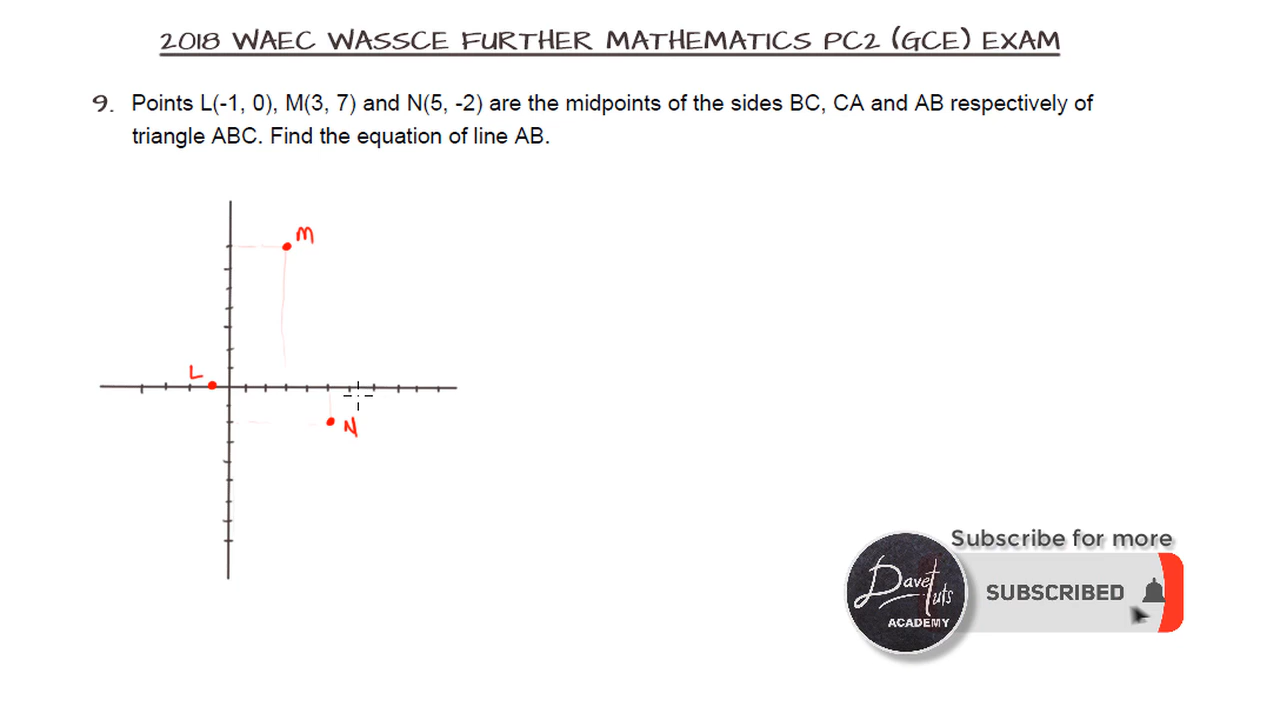 2018 WAEC WASSCE FURTHER MATHEMATICS PC2 (GCE) EXAM
9. Points L(-1, 0), M(3, 7) and N(5, -2) are the midpoints of the sides BC, CA and AB respectively of
triangle ABC. Find the equation of line AB.
M
L
N
Subscribe for more
Davet
uts
ACADEMY
SUBSCRIBED